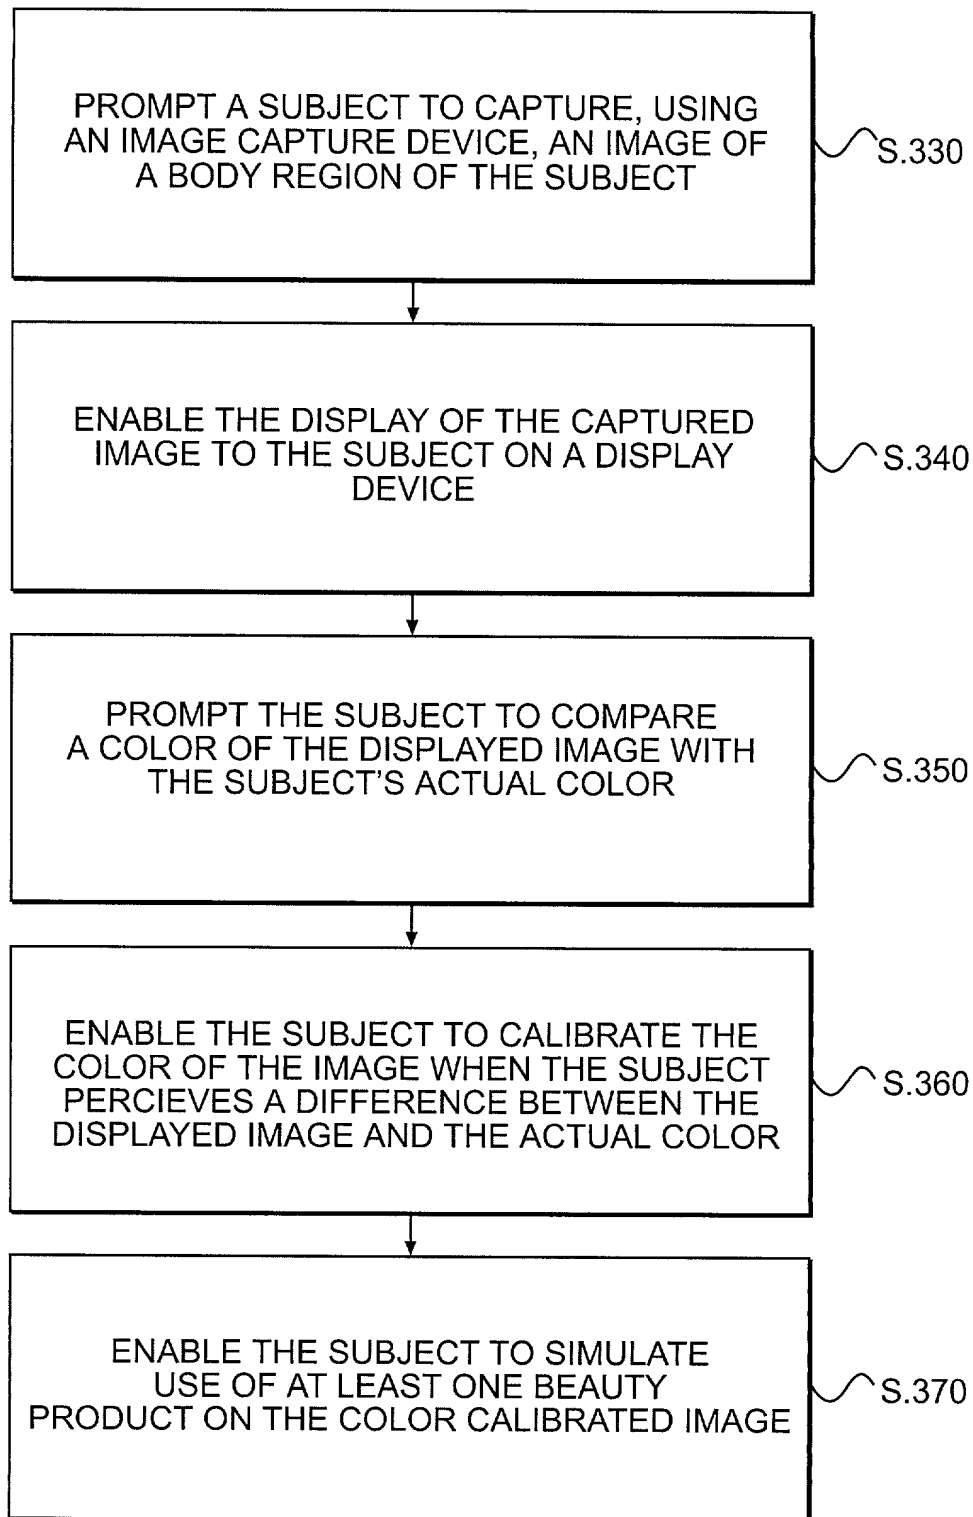 PROMPT A SUBJECT TO CAPTURE, USING
AN IMAGE CAPTURE DEVICE, AN IMAGE OF
A BODY REGION OF THE SUBJECT
S.330
ENABLE THE DISPLAY OF THE CAPTURED
IMAGE TO THE SUBJECT ON A DISPLAY
DEVICE
S.340
PROMPT THE SUBJECT TO COMPARE
A COLOR OF THE DISPLAYED IMAGE WITH
THE SUBJECT'S ACTUAL COLOR
S.350
ENABLE THE SUBJECT TO CALIBRATE THE
COLOR OF THE IMAGE WHEN THE SUBJECT
PERCIEVES A DIFFERENCE BETWEEN THE
DISPLAYED IMAGE AND THE ACTUAL COLOR
S.360
ENABLE THE SUBJECT TO SIMULATE
USE OF AT LEAST ONE BEAUTY
PRODUCT ON THE COLOR CALIBRATED IMAGE
S.370